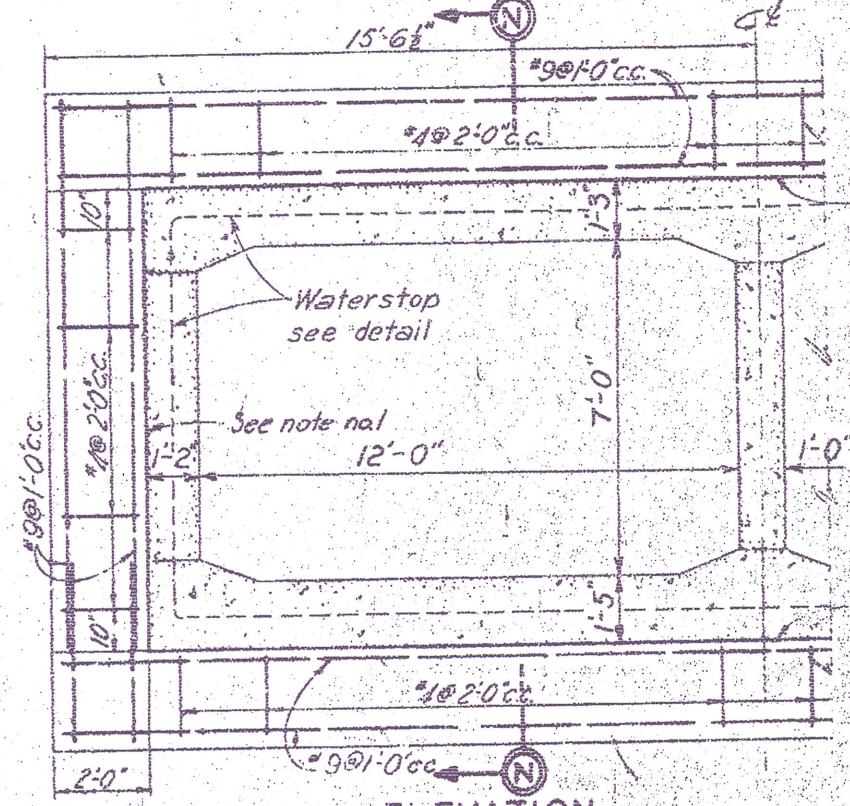 Z
15'-6½"
#9@1'-0"c.c.
#4@2'-0"c.c.
10"
1'-3"
Waterstop
see detail
7'-0"
#4@2'-0"c.c.
See note no.1
#9@1'-0"c.c.
1'-2"
12'-0"
1'-0"
1'-5"
10"
#4@2'-0"c.c.
#9@1'-0"c.c.
Z
2'-0"
ELEVATION